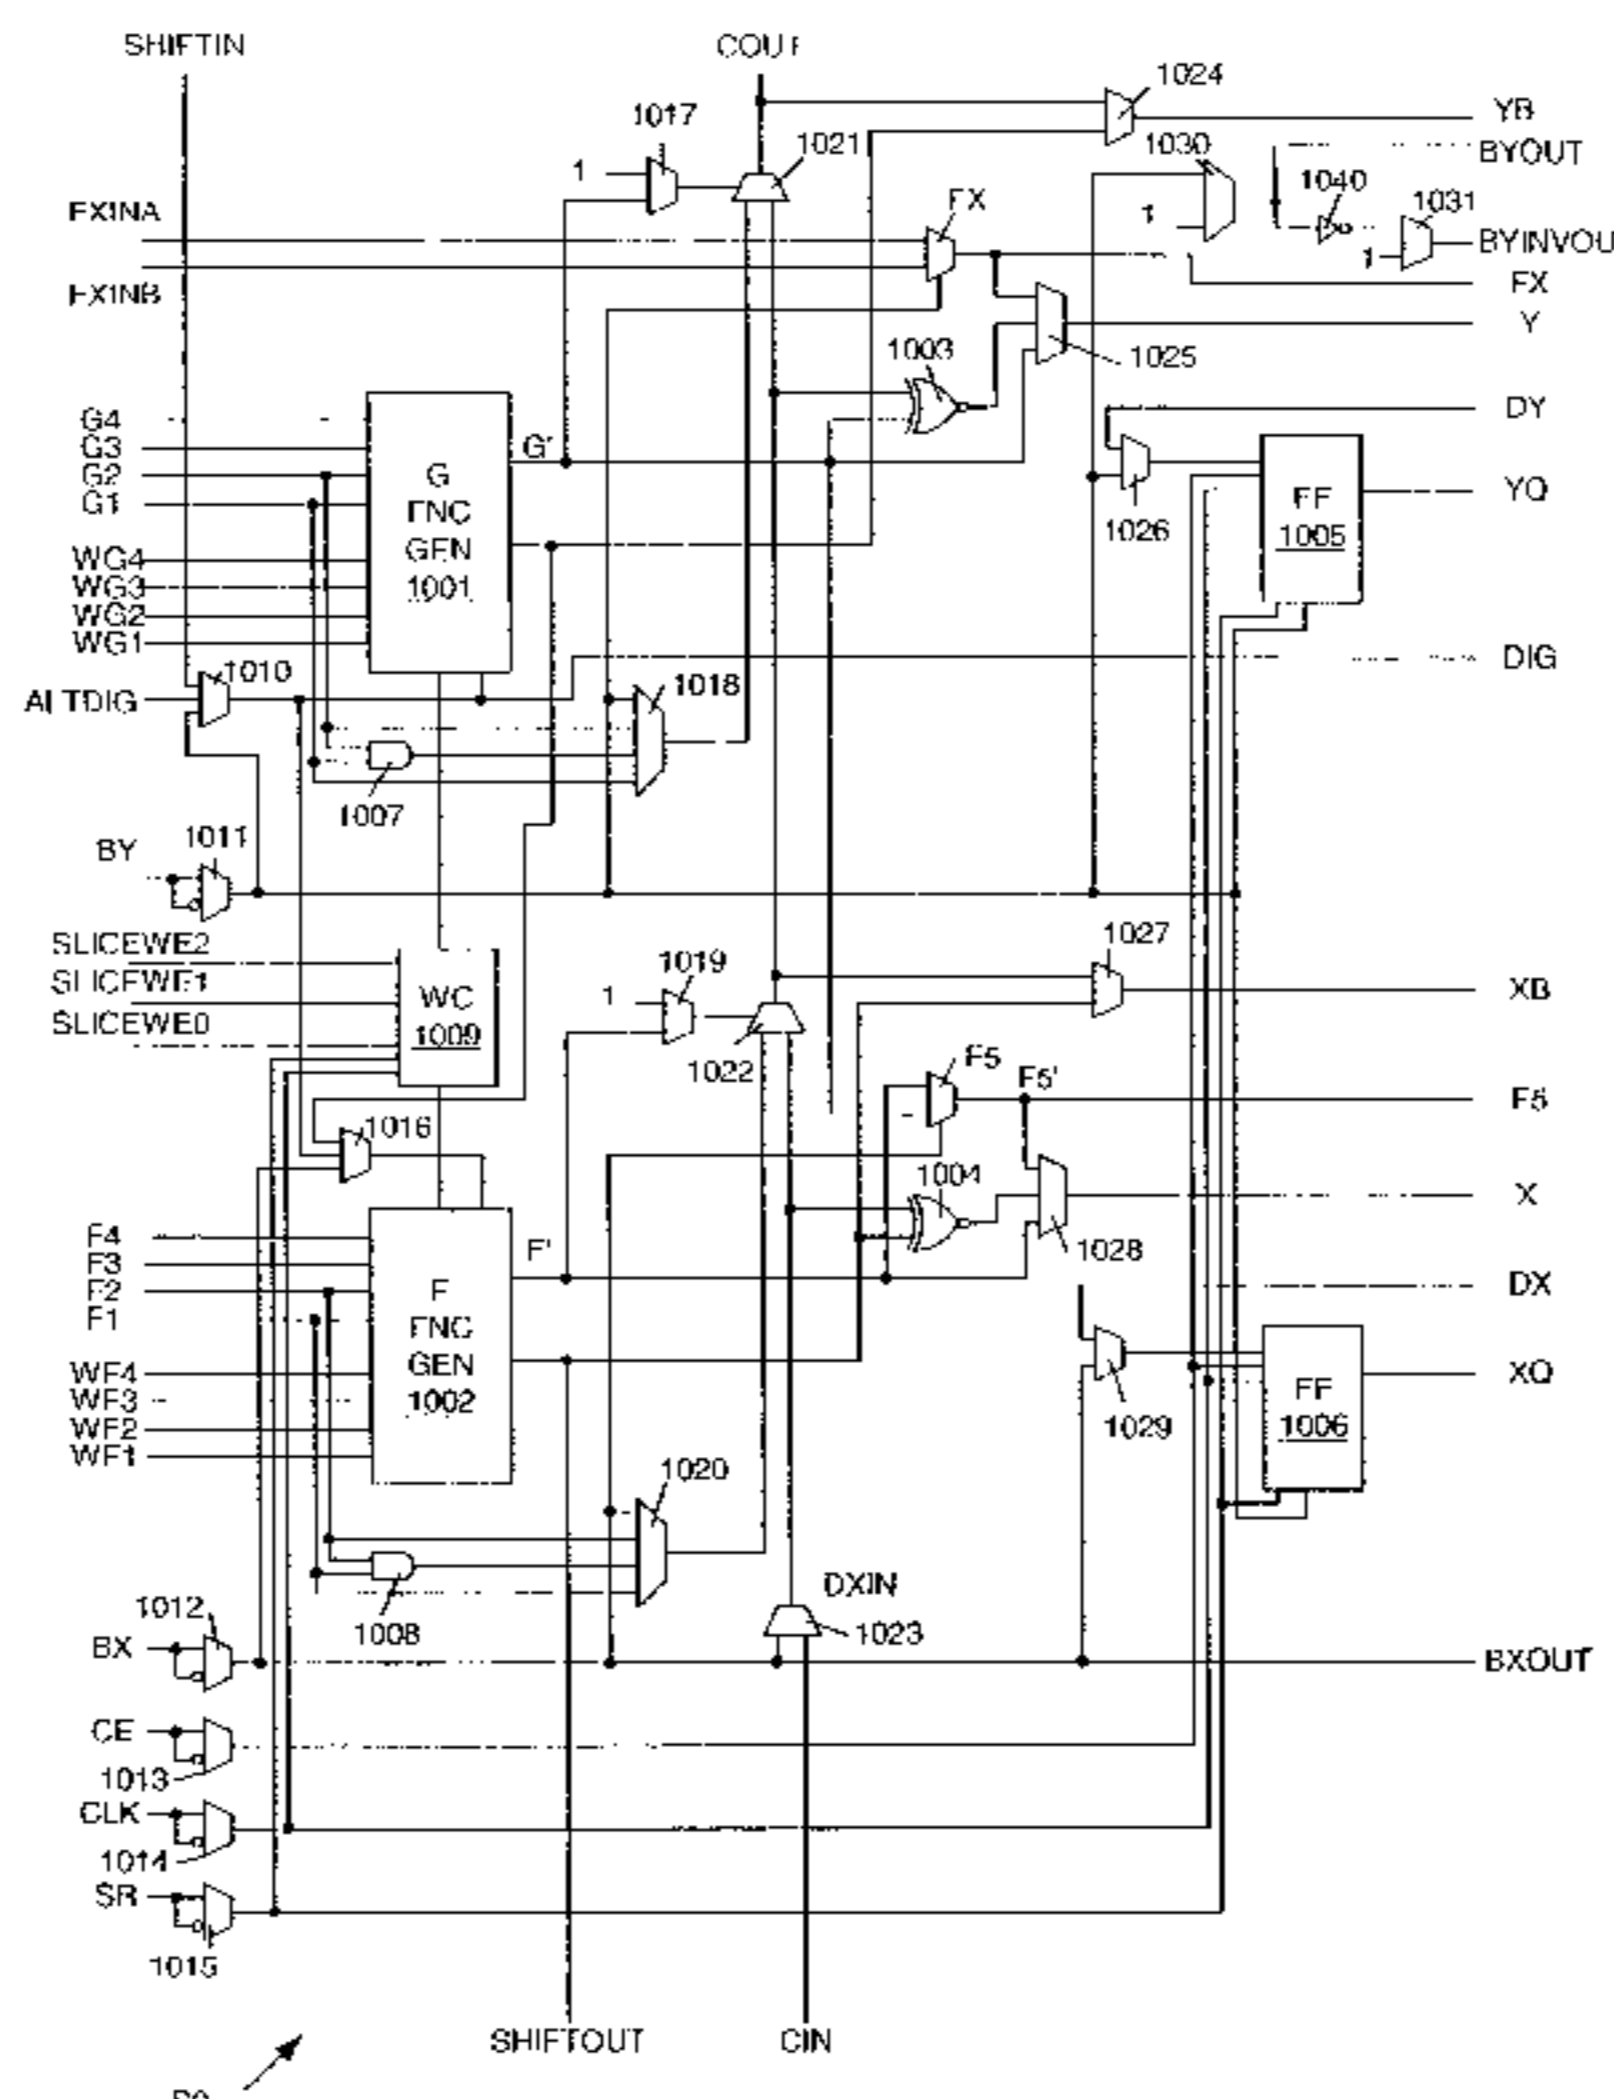 SHIFTIN
COUT
1024
YB
1017
1021
1030
BYOUT
1
1040
1031
FXINA
FX
1
BYINVOU
1
FXINB
FX
Y
1003
1025
G4
G3
G2
G1
G'
DY
G
FNC
GEN
1001
FF
1005
YQ
1026
WG4
WG3
WG2
WG1
1010
1018
DIG
ALTDIG
1007
BY
1011
SLICEWE2
SLICEWE1
SLICEWE0
WC
1009
1019
1
1027
XB
1022
F5
F5'
F5
1016
1004
X
F4
F3
F2
F1
F'
1028
DX
F
FNC
GEN
1002
WF4
WF3
WF2
WF1
FF
1006
XQ
1029
1020
DXIN
1012
1008
1023
BX
BXOUT
CE
1013
CLK
1014
SR
1015
SHIFTOUT
CIN